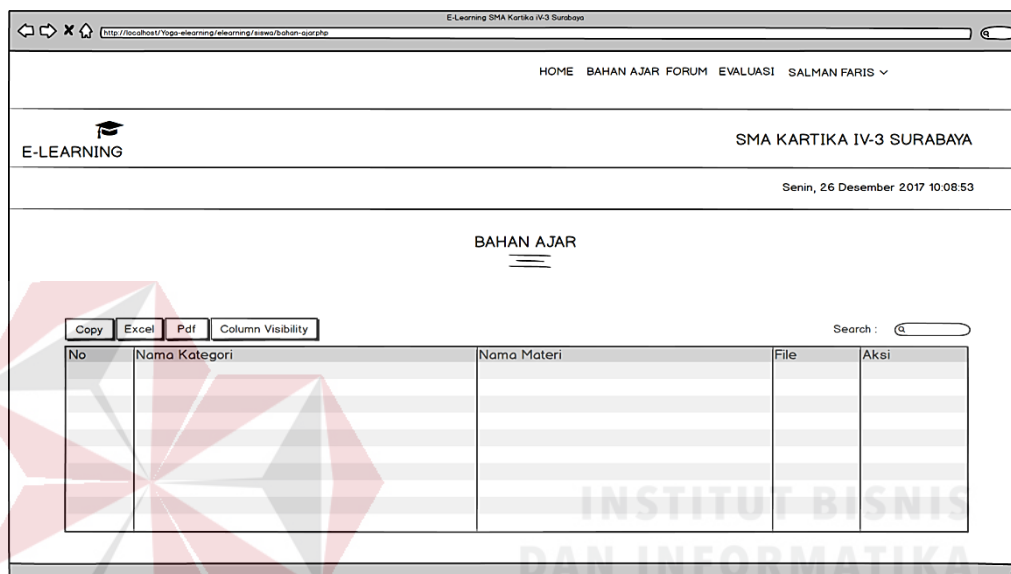 E-Learning SMA Kartika iV-3 Surabaya
http://localhost/Yoga-elearning/elearning/siswa/bahan-ajar.php
HOME BAHAN AJAR FORUM EVALUASI SALMAN FARIS
E-LEARNING
SMA KARTIKA IV-3 SURABAYA
Senin, 26 Desember 2017 10:08:53
BAHAN AJAR
Copy Excel Pdf Column Visibility Search :
No Nama Kategori Nama Materi File Aksi
INSTITUT BISNIS
DAN INFORMATIKA